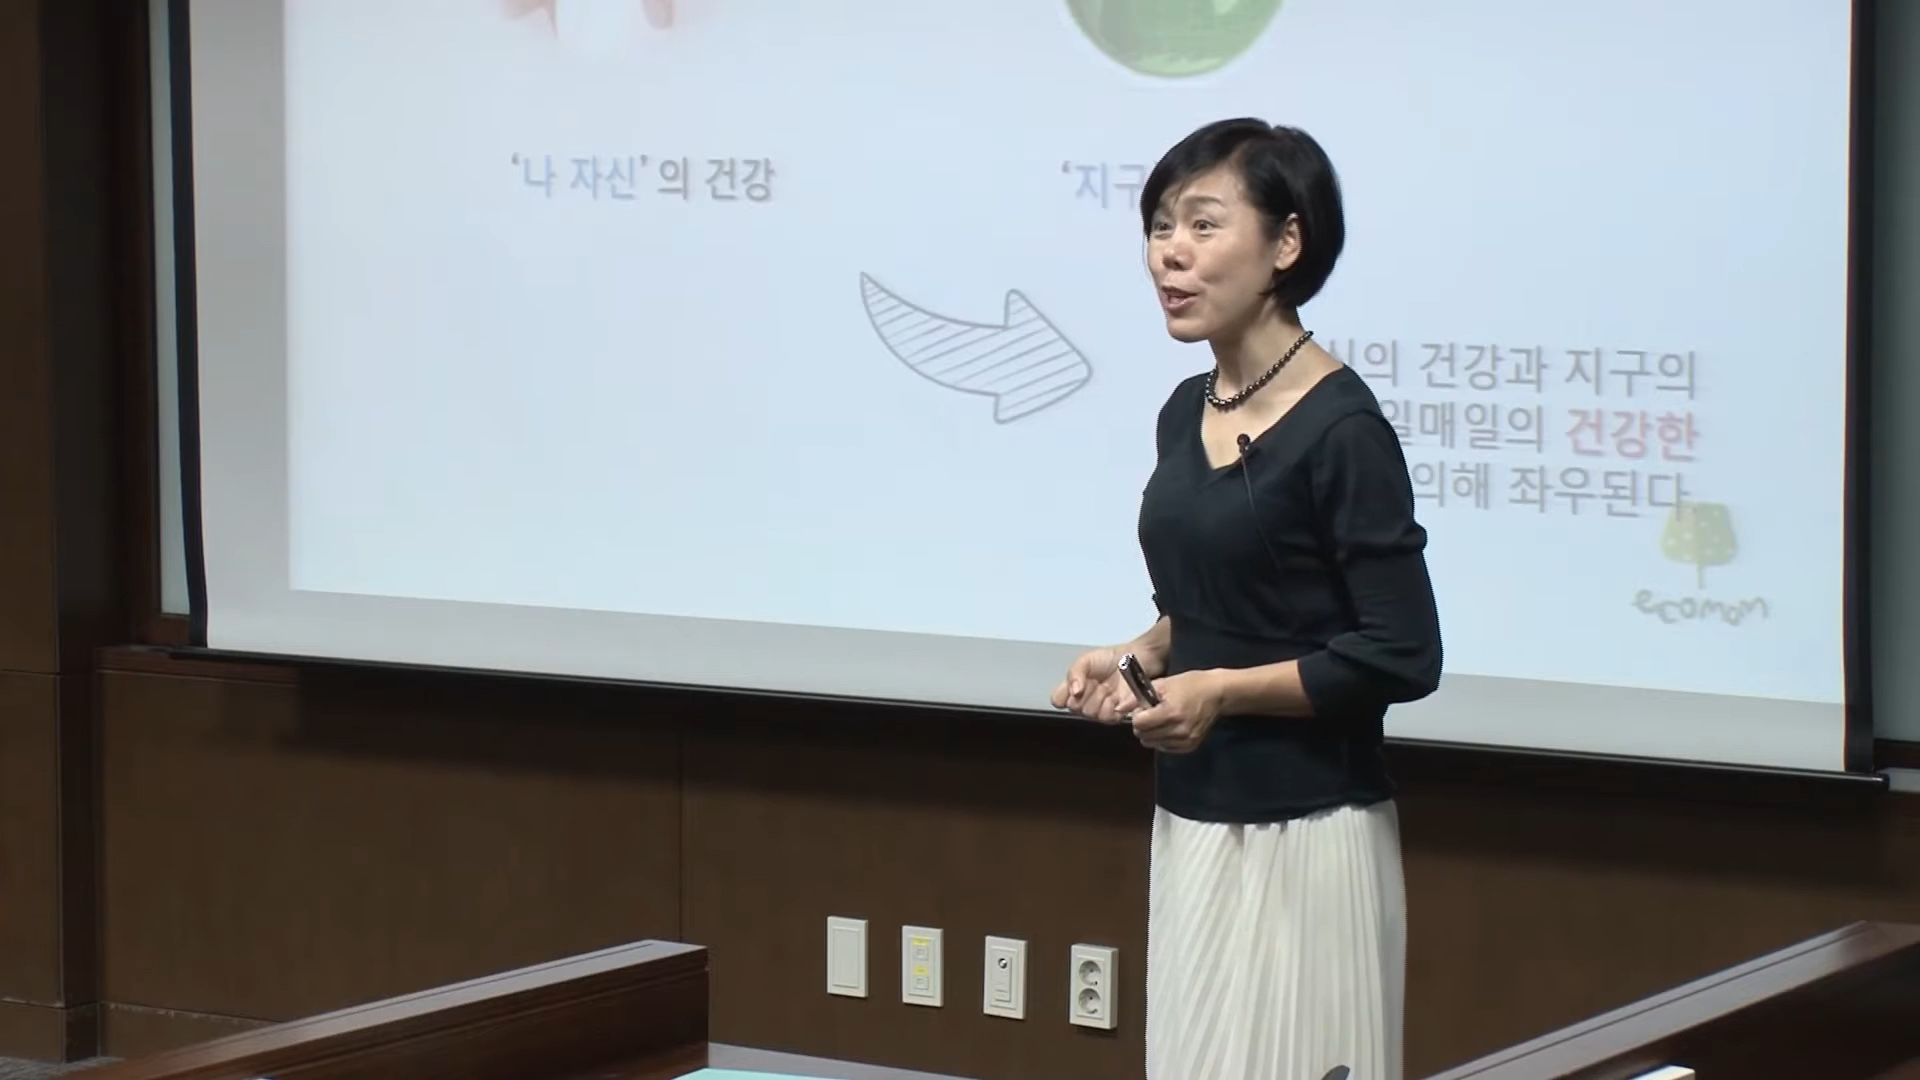 ‘나 자신’의 건강
‘지구
의 건강과 지구의
매일의 건강한
의해 좌우된다.
ecomom